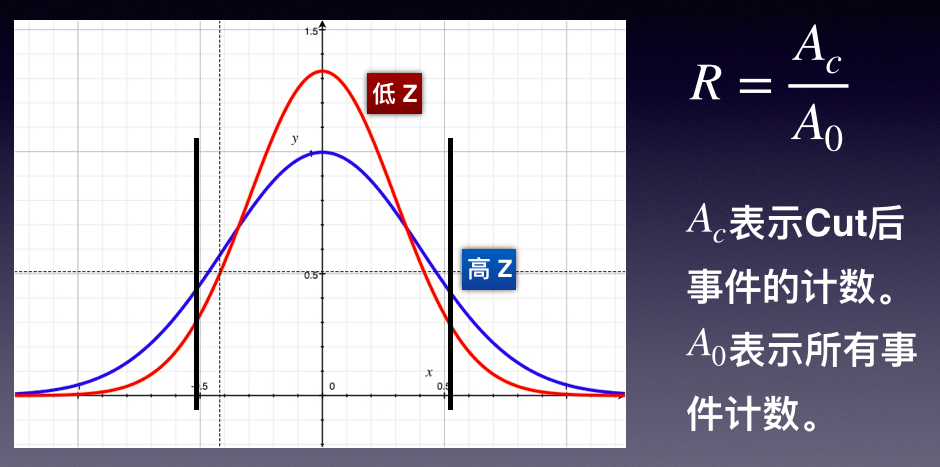 1.5
低 Z
y
1
高 Z
0.5
x
-0.5
0
0.5
R = A_c / A_0
A_c表示Cut后
事件的计数。
A_0表示所有事
件计数。